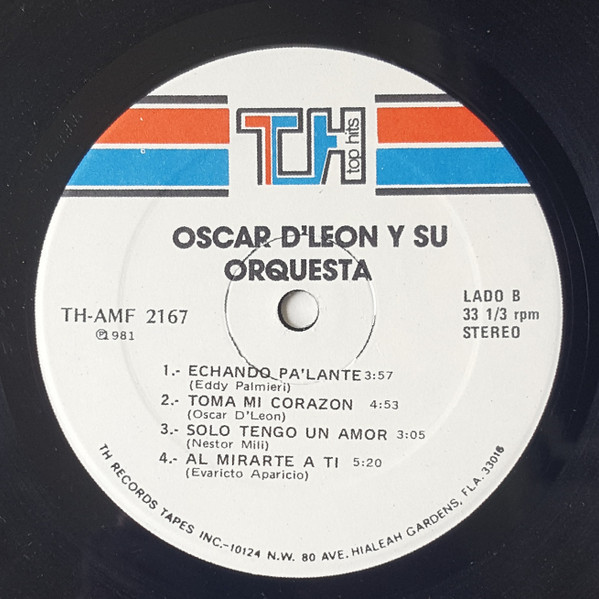 TH
top hits
OSCAR D'LEON Y SU
ORQUESTA
TH-AMF 2167
℗1981
LADO B
33 1/3 rpm
STEREO
1.- ECHANDO PA'LANTE 3:57
(Eddy Palmieri)
2.- TOMA MI CORAZON 4:53
(Oscar D'Leon)
3.- SOLO TENGO UN AMOR 3:05
(Nestor Mili)
4.- AL MIRARTE A TI 5:20
(Evaricto Aparicio)
TH RECORDS TAPES INC.-10124 N.W. 80 AVE. HIALEAH GARDENS, FLA. 33016